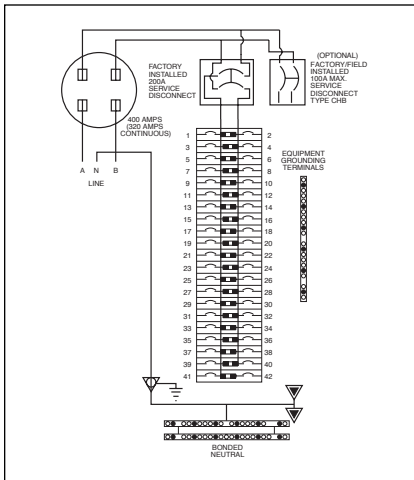 FACTORY
INSTALLED
200A
SERVICE
DISCONNECT
(OPTIONAL)
FACTORY/FIELD
INSTALLED
100A MAX.
SERVICE
DISCONNECT
TYPE CHB
400 AMPS
(320 AMPS
CONTINUOUS)
A N B
LINE
EQUIPMENT
GROUNDING
TERMINALS
1 2
3 4
5 6
7 8
9 10
11 12
13 14
15 16
17 18
19 20
21 22
23 24
25 26
27 28
29 30
31 32
33 34
35 36
37 38
39 40
41 42
BONDED
NEUTRAL